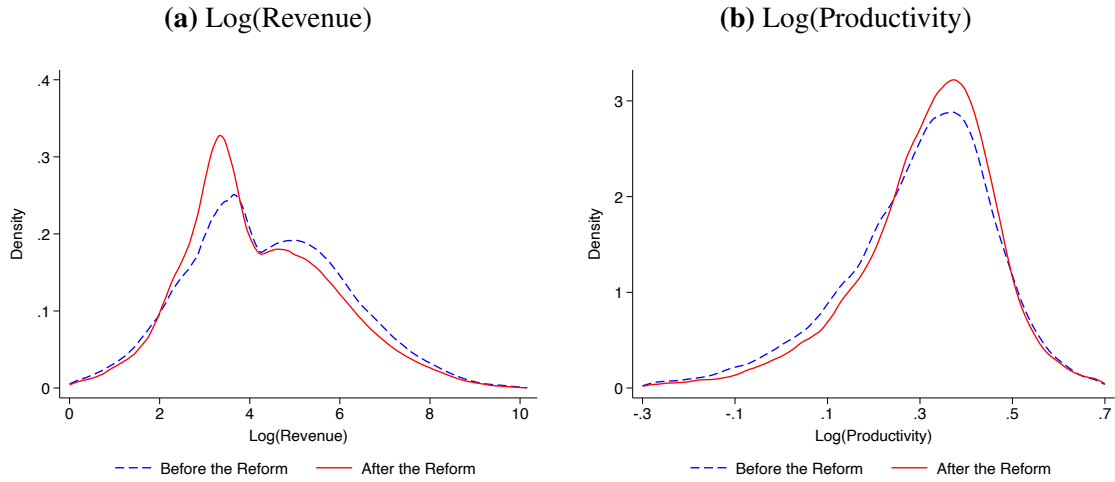 (a) Log(Revenue)
.4
.3
.2
.1
0
Density
0 2 4 6 8 10
Log(Revenue)
Before the Reform After the Reform
(b) Log(Productivity)
3
2
1
0
Density
-.3 -.1 .1 .3 .5 .7
Log(Productivity)
Before the Reform After the Reform